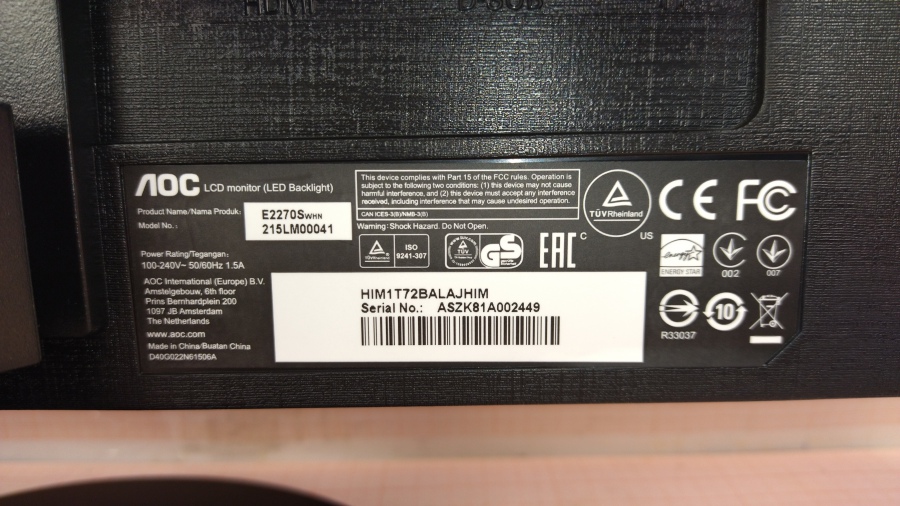 HDMI
AOC LCD monitor (LED Backlight)
Product Name/Nama Produk: E2270SWHN
Model No.: 215LM00041
Power Rating/Tegangan:
100-240V~ 50/60Hz 1.5A
AOC International (Europe) B.V.
Amstelgebouw, 6th floor
Prins Bernhardplein 200
1097 JB Amsterdam
The Netherlands
www.aoc.com
Made in China/Buatan China
D40G022N61506A
This device complies with Part 15 of the FCC rules. Operation is
subject to the following two conditions: (1) this device may not cause
harmful interference, and (2) this device must accept any interference
received, including interference that may cause undesired operation.
CAN ICES-3(B)/NMB-3(B)
Warning: Shock Hazard. Do Not Open.
TÜVRheinland
ISO
9241-307
TÜV
GS
EAC
TÜVRheinland
C US
CE FC
energy
ENERGY STAR
002
007
HIM1T72BALAJHIM
Serial No.: ASZK81A002449
R33037
10